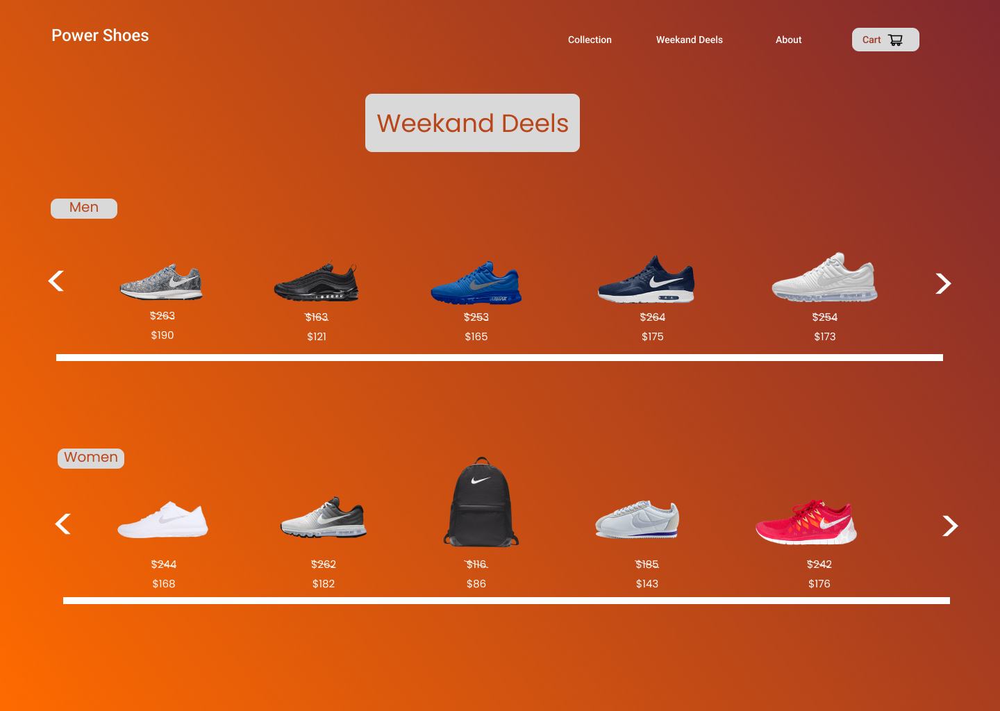 Power Shoes
Collection
Weekand Deels
About
Cart
Weekand Deels
Men
$263
$163
$253
$264
$254
$190
$121
$165
$175
$173
Women
$244
$262
$116
$185
$242
$168
$182
$86
$143
$176